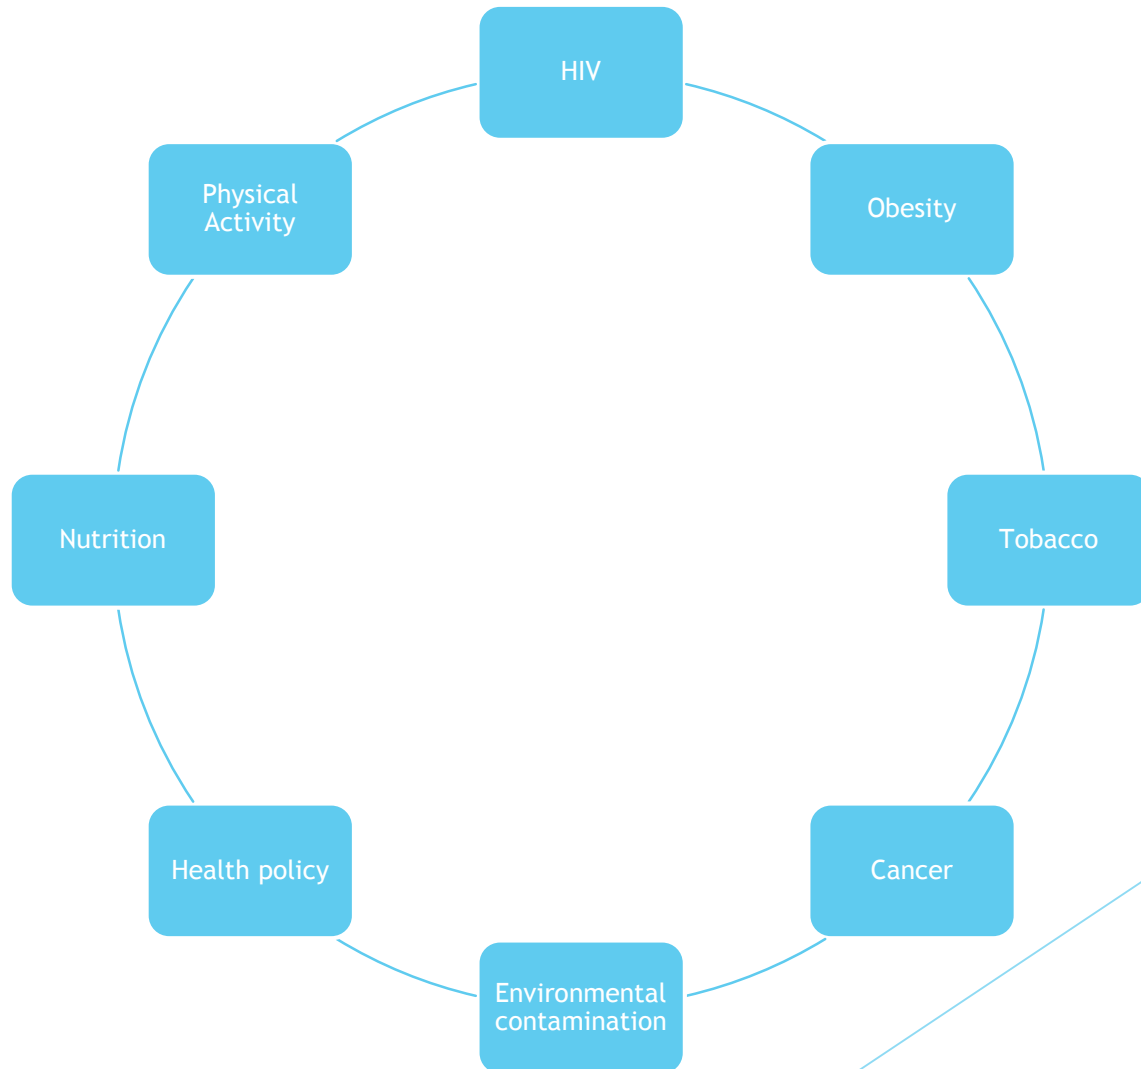 HIV
Obesity
Tobacco
Cancer
Environmental
contamination
Health policy
Nutrition
Physical
Activity